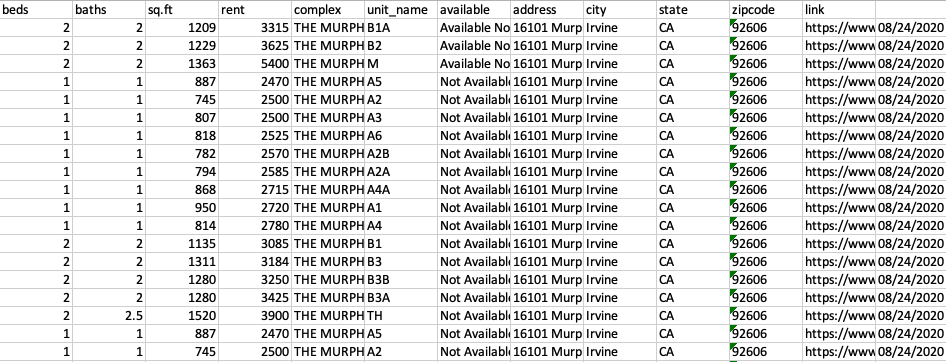 beds baths sq.ft rent complex unit_name available address city state zipcode link
2 2 1209 3315 THE MURPH B1A Available No 16101 Murp Irvine CA 92606 https://www 08/24/2020
2 2 1229 3625 THE MURPH B2 Available No 16101 Murp Irvine CA 92606 https://www 08/24/2020
2 2 1363 5400 THE MURPH M Available No 16101 Murp Irvine CA 92606 https://www 08/24/2020
1 1 887 2470 THE MURPH A5 Not Availabl 16101 Murp Irvine CA 92606 https://www 08/24/2020
1 1 745 2500 THE MURPH A2 Not Availabl 16101 Murp Irvine CA 92606 https://www 08/24/2020
1 1 807 2500 THE MURPH A3 Not Availabl 16101 Murp Irvine CA 92606 https://www 08/24/2020
1 1 818 2525 THE MURPH A6 Not Availabl 16101 Murp Irvine CA 92606 https://www 08/24/2020
1 1 782 2570 THE MURPH A2B Not Availabl 16101 Murp Irvine CA 92606 https://www 08/24/2020
1 1 794 2585 THE MURPH A2A Not Availabl 16101 Murp Irvine CA 92606 https://www 08/24/2020
1 1 868 2715 THE MURPH A4A Not Availabl 16101 Murp Irvine CA 92606 https://www 08/24/2020
1 1 950 2720 THE MURPH A1 Not Availabl 16101 Murp Irvine CA 92606 https://www 08/24/2020
1 1 814 2780 THE MURPH A4 Not Availabl 16101 Murp Irvine CA 92606 https://www 08/24/2020
2 2 1135 3085 THE MURPH B1 Not Availabl 16101 Murp Irvine CA 92606 https://www 08/24/2020
2 2 1311 3184 THE MURPH B3 Not Availabl 16101 Murp Irvine CA 92606 https://www 08/24/2020
2 2 1280 3250 THE MURPH B3B Not Availabl 16101 Murp Irvine CA 92606 https://www 08/24/2020
2 2 1280 3425 THE MURPH B3A Not Availabl 16101 Murp Irvine CA 92606 https://www 08/24/2020
2 2.5 1520 3900 THE MURPH TH Not Availabl 16101 Murp Irvine CA 92606 https://www 08/24/2020
1 1 887 2470 THE MURPH A5 Not Availabl 16101 Murp Irvine CA 92606 https://www 08/24/2020
1 1 745 2500 THE MURPH A2 Not Availabl 16101 Murp Irvine CA 92606 https://www 08/24/2020